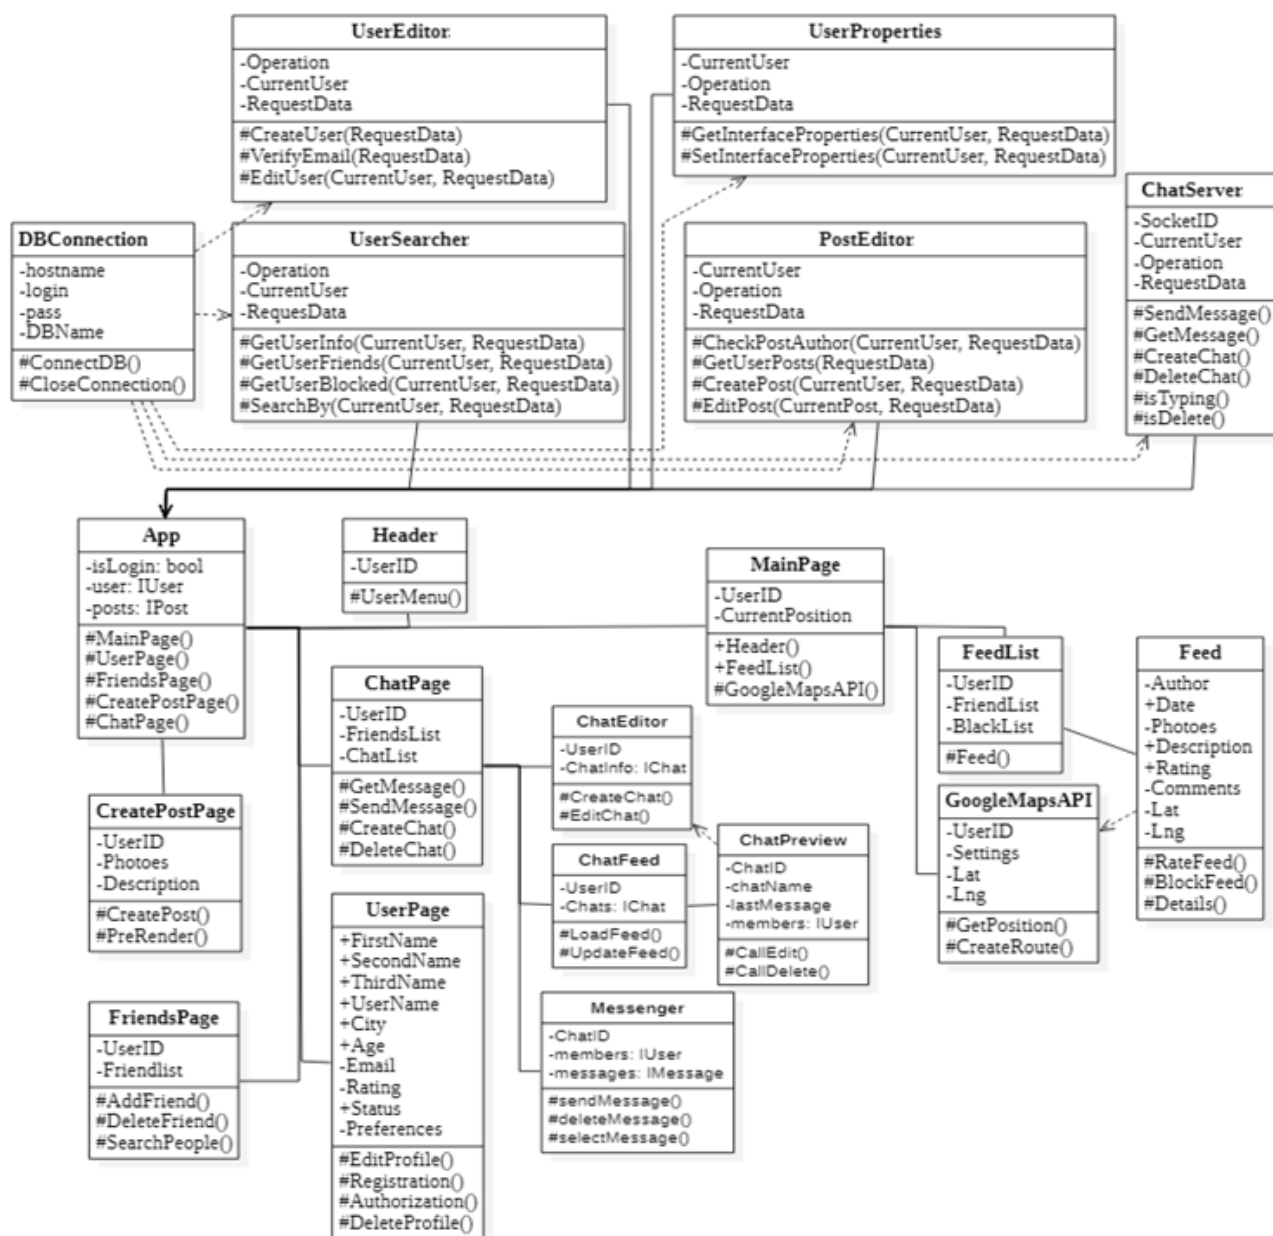 UserEditor
-Operation
-CurrentUser
-RequestData
#CreateUser(RequestData)
#VerifyEmail(RequestData)
#EditUser(CurrentUser, RequestData)
UserProperties
-CurrentUser
-Operation
-RequestData
#GetInterfaceProperties(CurrentUser, RequestData)
#SetInterfaceProperties(CurrentUser, RequestData)
DBConnection
-hostname
-login
-pass
-DBName
#ConnectDB()
#CloseConnection()
UserSearcher
-Operation
-CurrentUser
-RequesData
#GetUserInfo(CurrentUser, RequestData)
#GetUserFriends(CurrentUser, RequestData)
#GetUserBlocked(CurrentUser, RequestData)
#SearchBy(CurrentUser, RequestData)
PostEditor
-CurrentUser
-Operation
-RequestData
#CheckPostAuthor(CurrentUser, RequestData)
#GetUserPosts(RequestData)
#CreatePost(CurrentUser, RequestData)
#EditPost(CurrentPost, RequestData)
ChatServer
-SocketID
-CurrentUser
-Operation
-RequestData
#SendMessage()
#GetMessage()
#CreateChat()
#DeleteChat()
#isTyping()
#isDelete()
App
-isLogin: bool
-user: IUser
-posts: IPost
#MainPage()
#UserPage()
#FriendsPage()
#CreatePostPage()
#ChatPage()
Header
-UserID
#UserMenu()
MainPage
-UserID
-CurrentPosition
+Header()
+FeedList()
#GoogleMapsAPI()
FeedList
-UserID
-FriendList
-BlackList
#Feed()
Feed
-Author
+Date
-Photoes
+Description
+Rating
-Comments
-Lat
-Lng
#RateFeed()
#BlockFeed()
#Details()
ChatPage
-UserID
-FriendsList
-ChatList
#GetMessage()
#SendMessage()
#CreateChat()
#DeleteChat()
ChatEditor
-UserID
-ChatInfo: IChat
#CreateChat()
#EditChat()
GoogleMapsAPI
-UserID
-Settings
-Lat
-Lng
#GetPosition()
#CreateRoute()
CreatePostPage
-UserID
-Photoes
-Description
#CreatePost()
#PreRender()
ChatPreview
-ChatID
-chatName
-lastMessage
-members: IUser
#CallEdit()
#CallDelete()
ChatFeed
-UserID
-Chats: IChat
#LoadFeed()
#UpdateFeed()
UserPage
+FirstName
+SecondName
+ThirdName
+UserName
+City
+Age
-Email
-Rating
+Status
-Preferences
#EditProfile()
#Registration()
#Authorization()
#DeleteProfile()
FriendsPage
-UserID
-Friendlist
#AddFriend()
#DeleteFriend()
#SearchPeople()
Messenger
-ChatID
-members: IUser
-messages: IMessage
#sendMessage()
#deleteMessage()
#selectMessage()